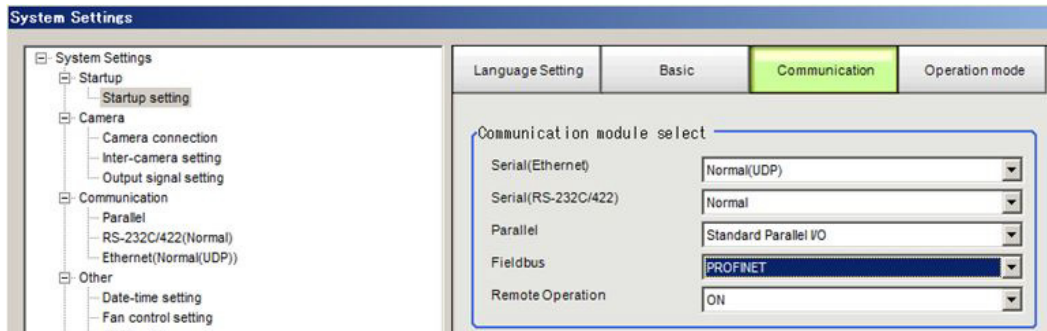 System Settings
System Settings
Startup
Startup setting
Camera
Camera connection
Inter-camera setting
Output signal setting
Communication
Parallel
RS-232C/422(Normal)
Ethernet(Normal(UDP))
Other
Date-time setting
Fan control setting
Language Setting
Basic
Communication
Operation mode
Communication module select
Serial(Ethernet)
Normal(UDP)
Serial(RS-232C/422)
Normal
Parallel
Standard Parallel I/O
Fieldbus
PROFINET
Remote Operation
ON